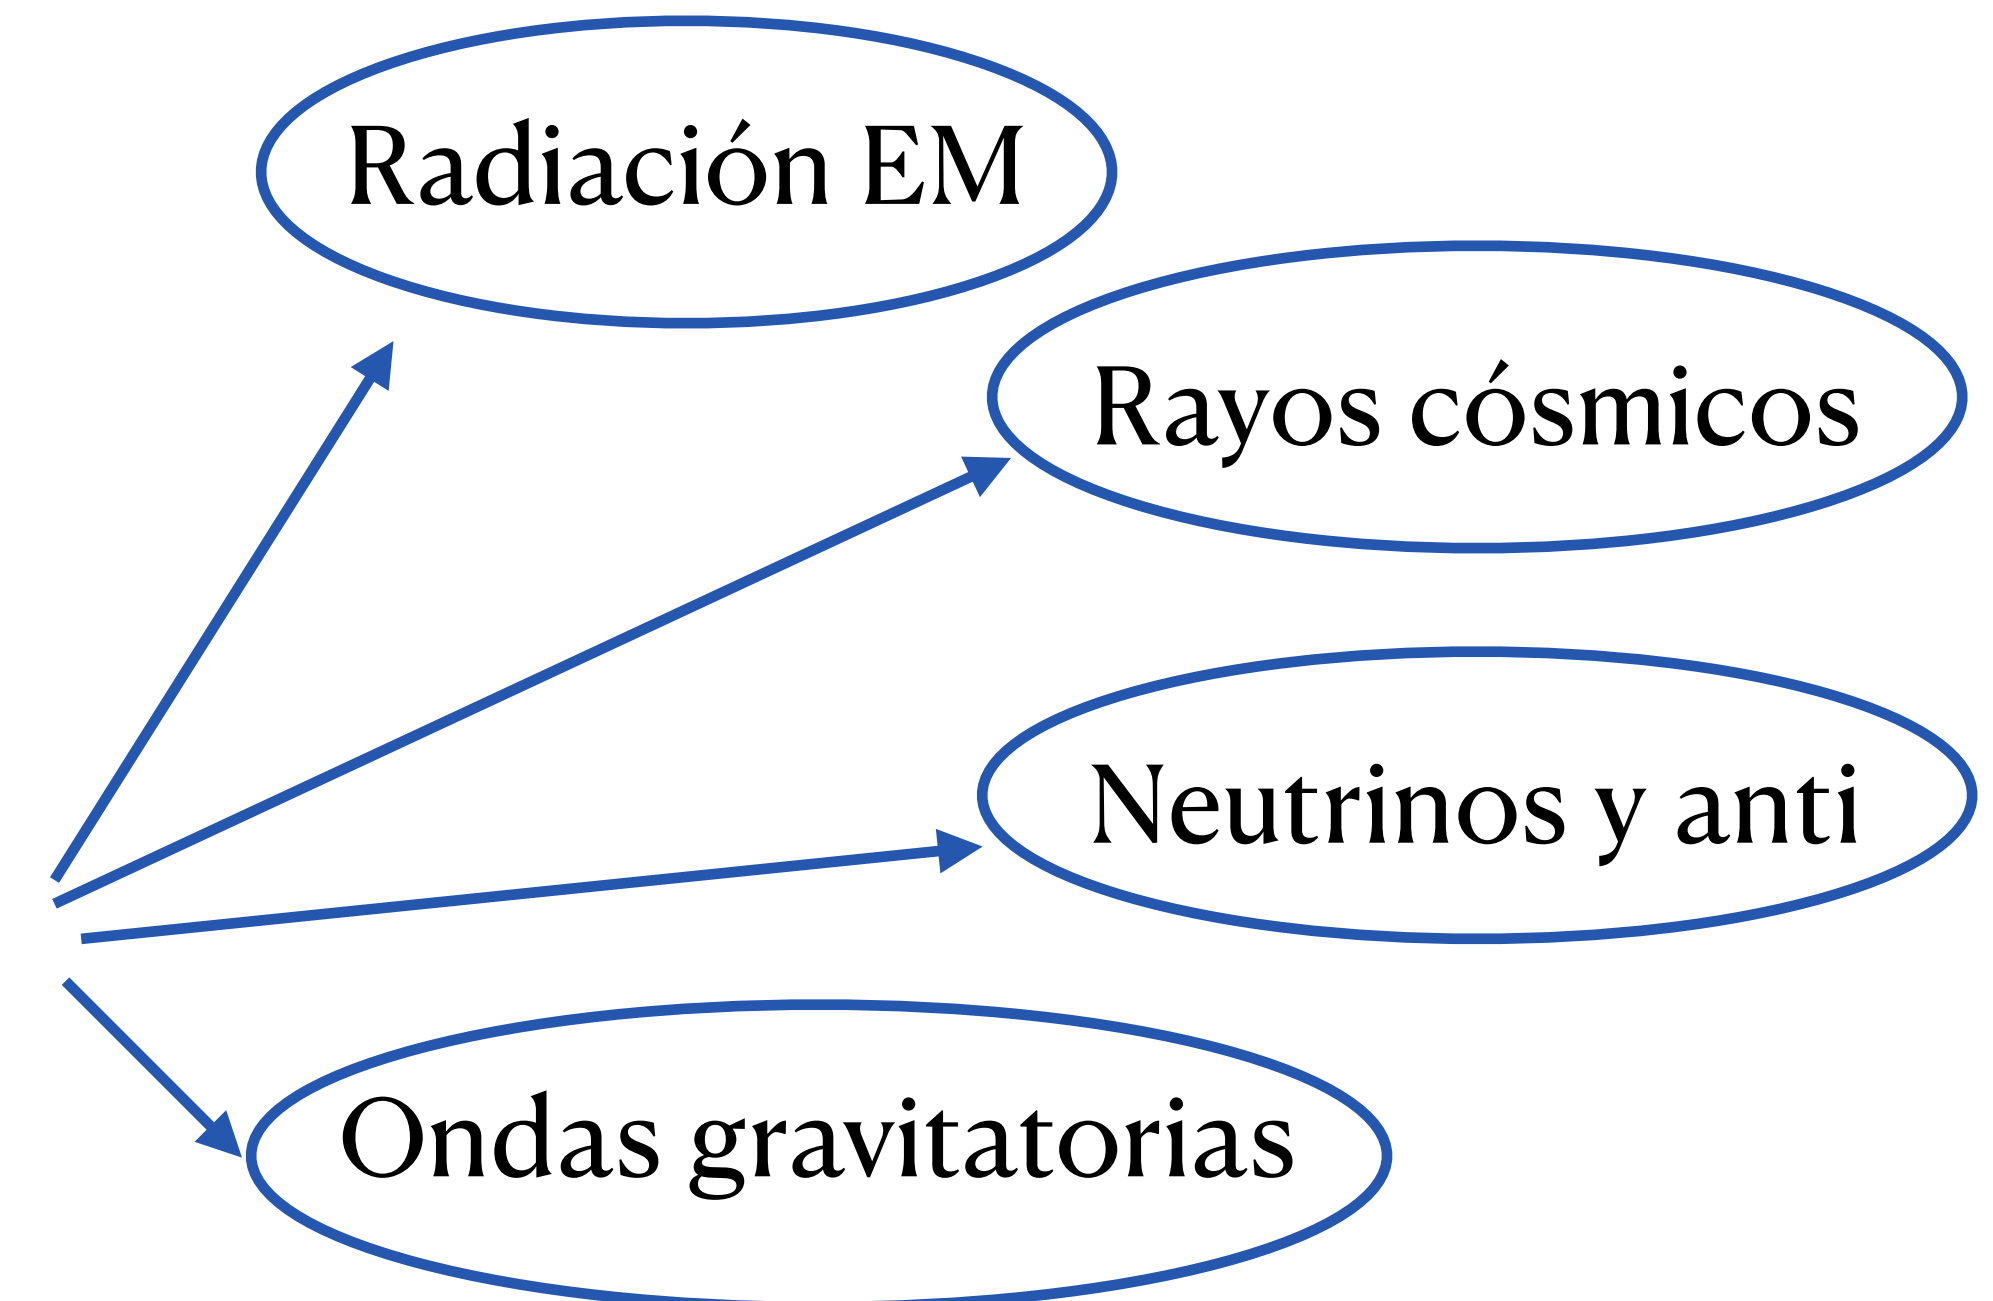 Radiación EM
Rayos cósmicos
Neutrinos y anti
Ondas gravitatorias